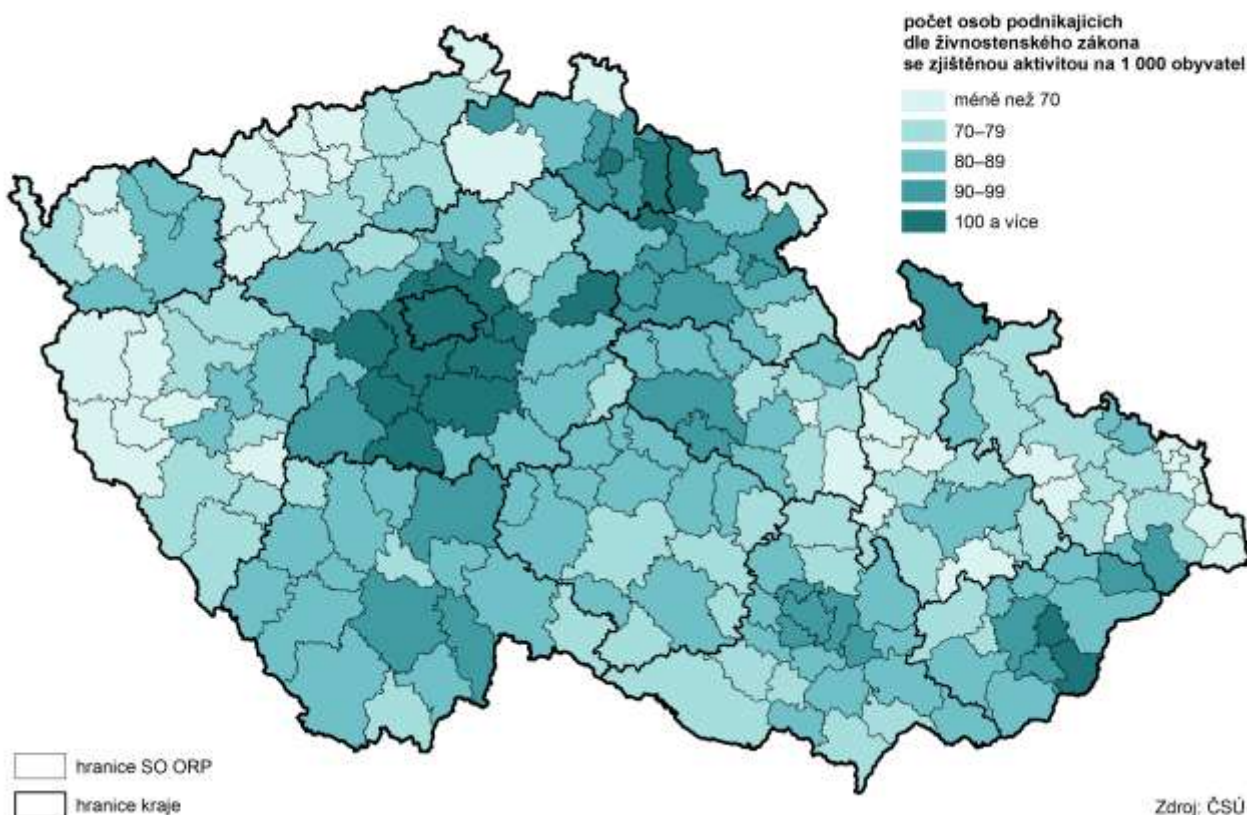 počet osob podnikajících
dle živnostenského zákona
se zjištěnou aktivitou na 1 000 obyvatel
méně než 70
70–79
80–89
90–99
100 a více
hranice SO ORP
hranice kraje
Zdroj: ČSÚ